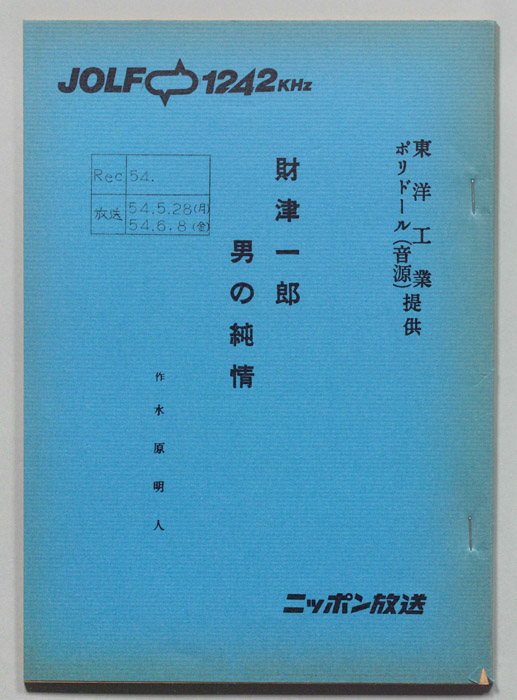 JOLF 1242 KHz
東洋工業
ポリドール(音源)提供
Rec 54.
放送 54.5.28(月)
54.6.8(金)
財津一郎
男の純情
作 水原明人
ニッポン放送